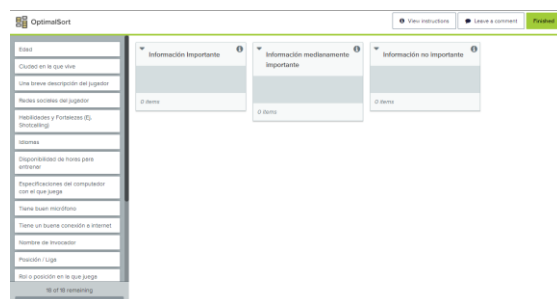 OptimalSort
View instructions
Leave a comment
Finished
Edad
Ciudad en la que vive
Una breve descripción del jugador
Redes sociales del jugador
Habilidades y Fortalezas (Ej.
Shotcalling)
Idiomas
Disponibilidad de horas para
entrenar
Especificaciones del computador
con el que juega
Tiene buen micrófono
Tiene un buena conexión a internet
Nombre de invocador
Posición / Liga
Rol o posición en la que juega
18 of 18 remaining
Información Importante
0 items
Información medianamente
importante
0 items
Información no importante
0 items